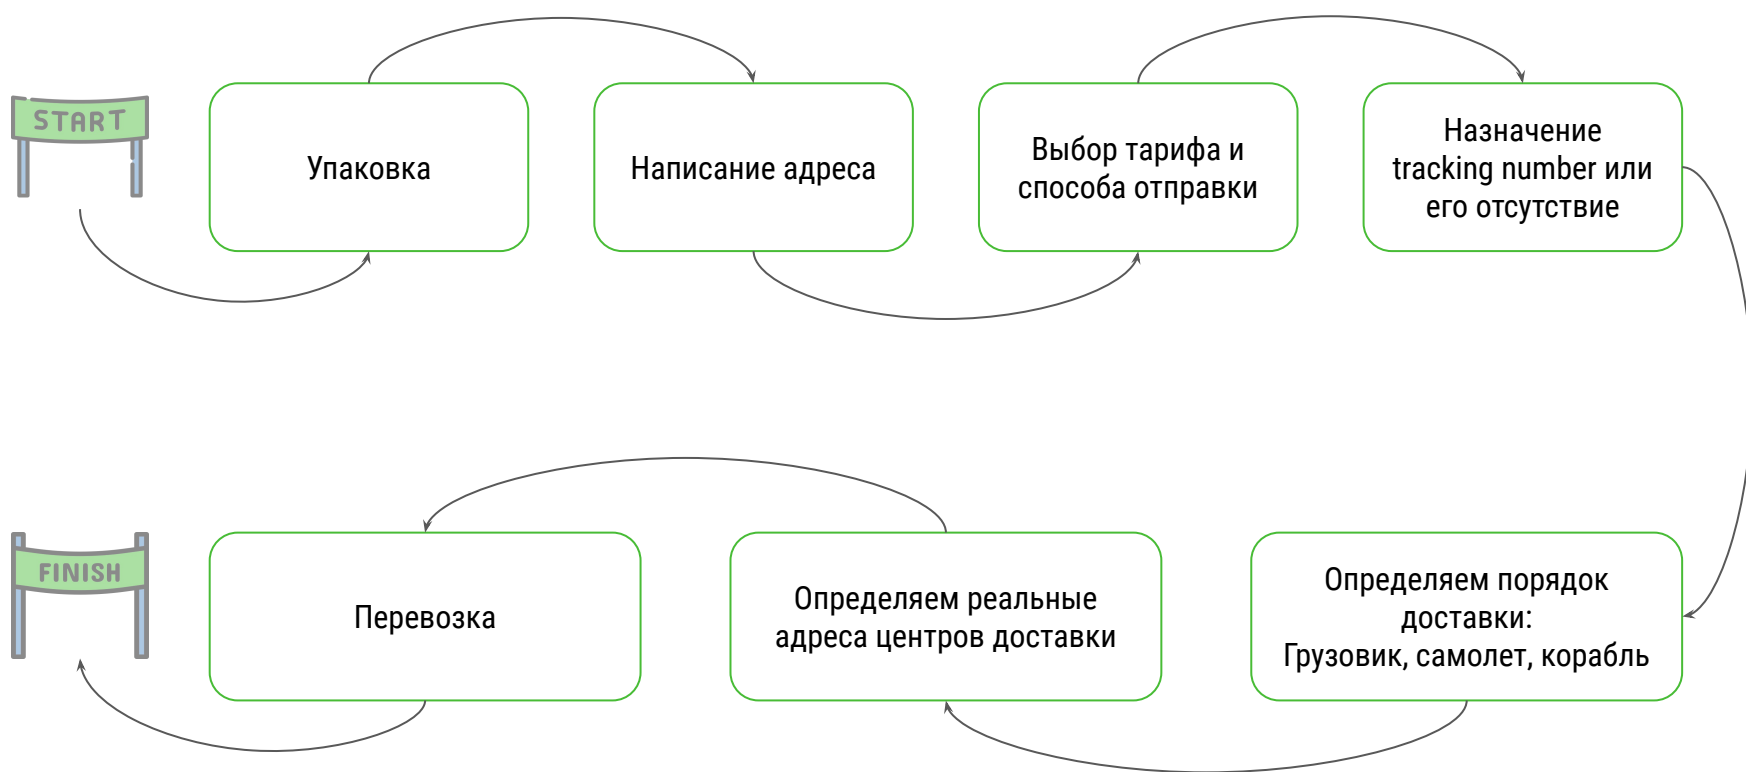 START
Упаковка
Написание адреса
Выбор тарифа и
способа отправки
Назначение
tracking number или
его отсутствие
FINISH
Перевозка
Определяем реальные
адреса центров доставки
Определяем порядок
доставки:
Грузовик, самолет, корабль